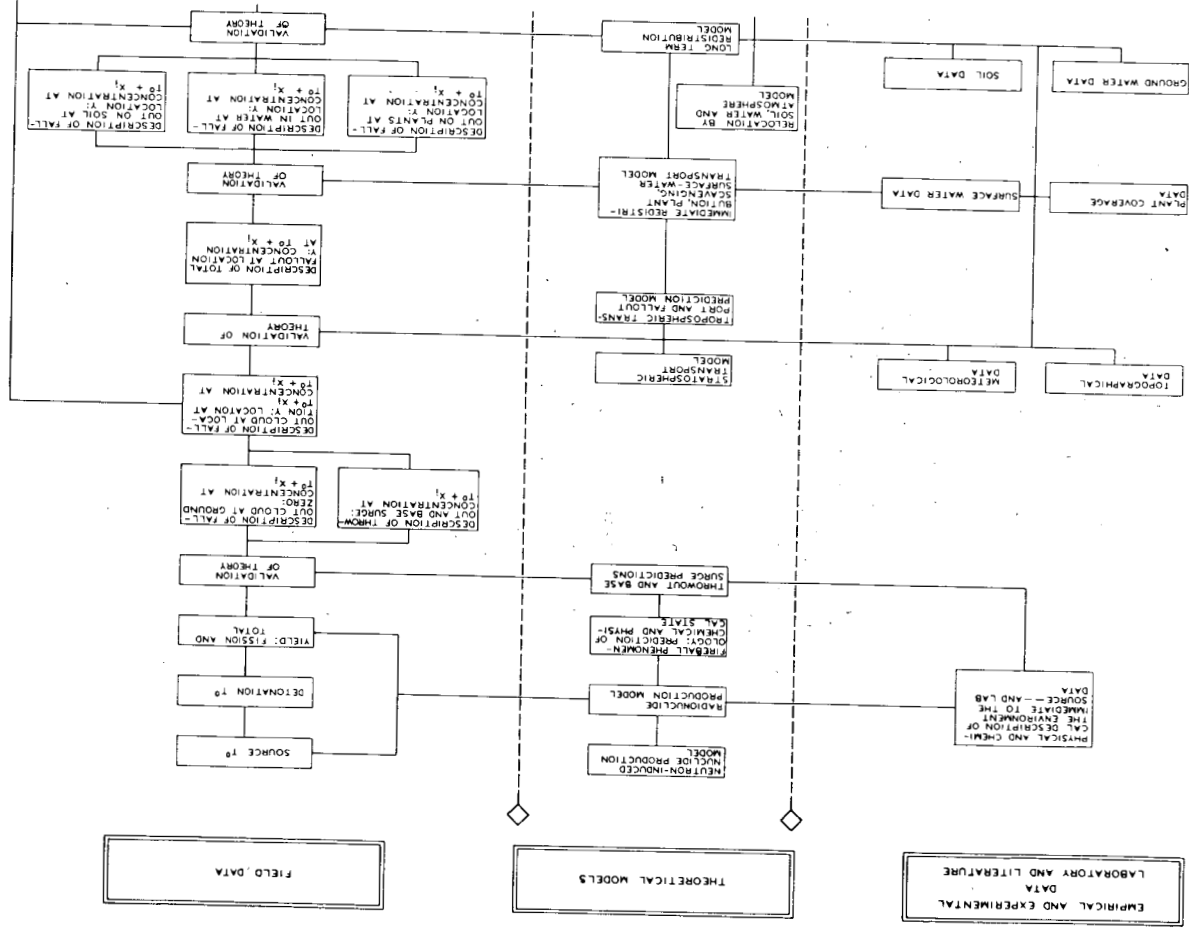 EMPIRICAL AND EXPERIMENTAL
DATA
LABORATORY AND LITERATURE
THEORETICAL MODELS
FIELD DATA
NEUTRON-INDUCED
NUCLIDE PRODUCTION
MODEL
SOURCE T⁰
PHYSICAL AND CHEMI-
CAL DESCRIPTION OF
THE ENVIRONMENT
IMMEDIATE TO THE
SOURCE——AND LAB
DATA
RADIONUCLIDE
PRODUCTION MODEL
DETONATION T⁰
FIREBALL PHENOMEN-
OLOGY: PREDICTION OF
CHEMICAL AND PHYSI-
CAL STATE
YIELD: FISSION AND
TOTAL
THROWOUT AND BASE
SURGE PREDICTIONS
VALIDATION
OF THEORY
DESCRIPTION OF THROW
OUT AND BASE SURGE:
CONCENTRATION AT
T⁰ + Xᵢ
DESCRIPTION OF FALL-
OUT CLOUD AT GROUND
ZERO:
CONCENTRATION AT
T⁰ + Xᵢ
TOPOGRAPHICAL
DATA
METEOROLOGICAL
DATA
STRATOSPHERIC
TRANSPORT
MODEL
DESCRIPTION OF FALL-
OUT CLOUD AT LOCA-
TION Y: LOCATON AT
CONCENTRATION AT
T⁰ + Xᵢ
TROPOSPHERIC TRANS-
PORT AND FALLOUT
PREDICTION MODEL
VALIDATION OF
THEORY
DESCRIPTION OF TOTAL
FALLOUT AT LOCATION
Y: CONCENTRATION
AT T⁰ + Xᵢ
PLANT COVERAGE
DATA
SURFACE WATER DATA
IMMEDIATE REDISTRI-
BUTION, PLANT
SCAVENGING,
SURFACE-WATER
TRANSPORT MODEL
VALIDATION
OF THEORY
RELOCATION BY
SOIL, WATER AND
ATMOSPHERE
MODEL
DESCRIPTION OF FALL-
OUT ON PLANTS AT
LOCATION Y:
CONCENTRATION AT
T⁰ + Xᵢ
DESCRIPTION OF FALL-
OUT IN WATER AT
LOCATION Y:
CONCENTRATION AT
T⁰ + Xᵢ
DESCRIPTION OF FALL-
OUT ON SOIL AT
LOCATION Y:
CONCENTRATION AT
T⁰ + Xᵢ
GROUND WATER DATA
SOIL DATA
LONG TERM
REDISTRIBUTION
MODEL
VALIDATION
OF THEORY